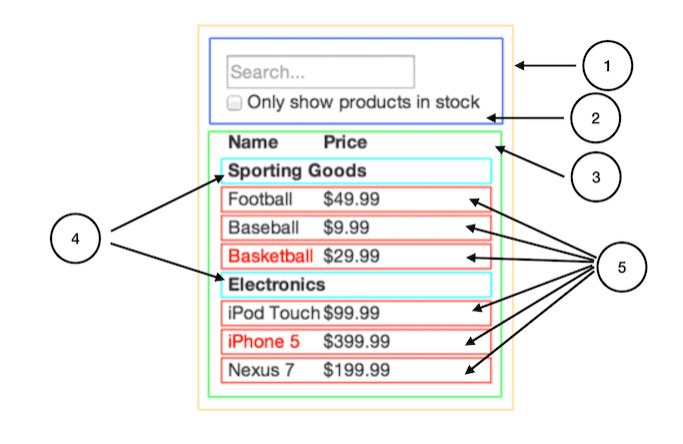 Search...
1
Only show products in stock
2
Name Price
3
Sporting Goods
Football $49.99
Baseball $9.99
4
Basketball $29.99
5
Electronics
iPod Touch $99.99
iPhone 5 $399.99
Nexus 7 $199.99